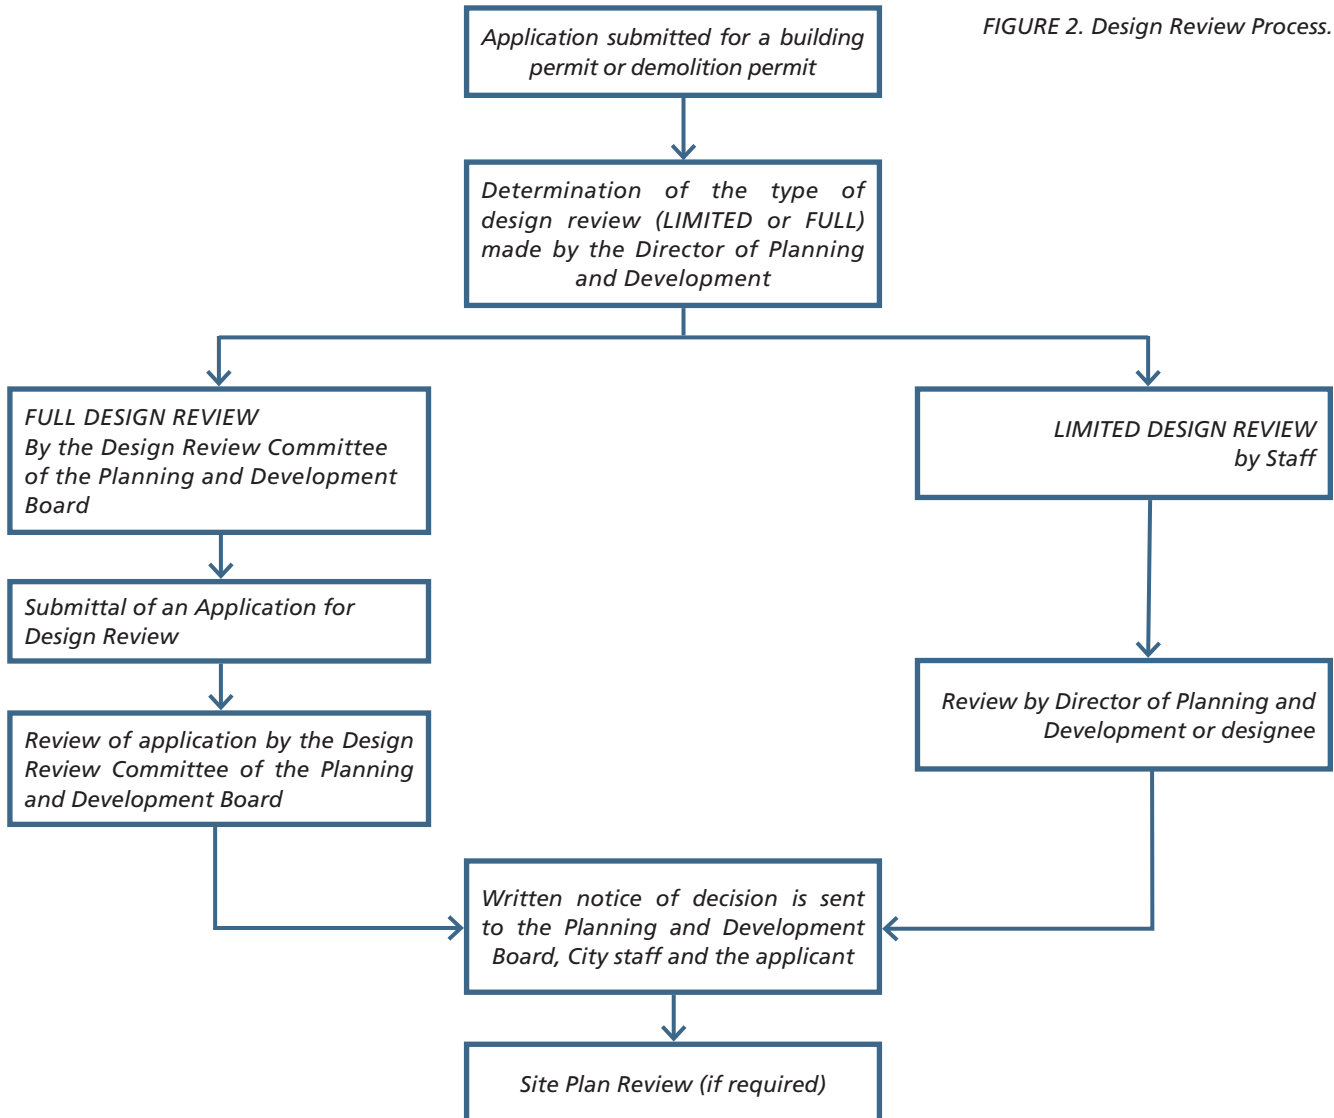 FIGURE 2. Design Review Process.
Application submitted for a building
permit or demolition permit
Determination of the type of
design review (LIMITED or FULL)
made by the Director of Planning
and Development
FULL DESIGN REVIEW
By the Design Review Committee
of the Planning and Development
Board
LIMITED DESIGN REVIEW
by Staff
Submittal of an Application for
Design Review
Review by Director of Planning and
Development or designee
Review of application by the Design
Review Committee of the Planning
and Development Board
Written notice of decision is sent
to the Planning and Development
Board, City staff and the applicant
Site Plan Review (if required)